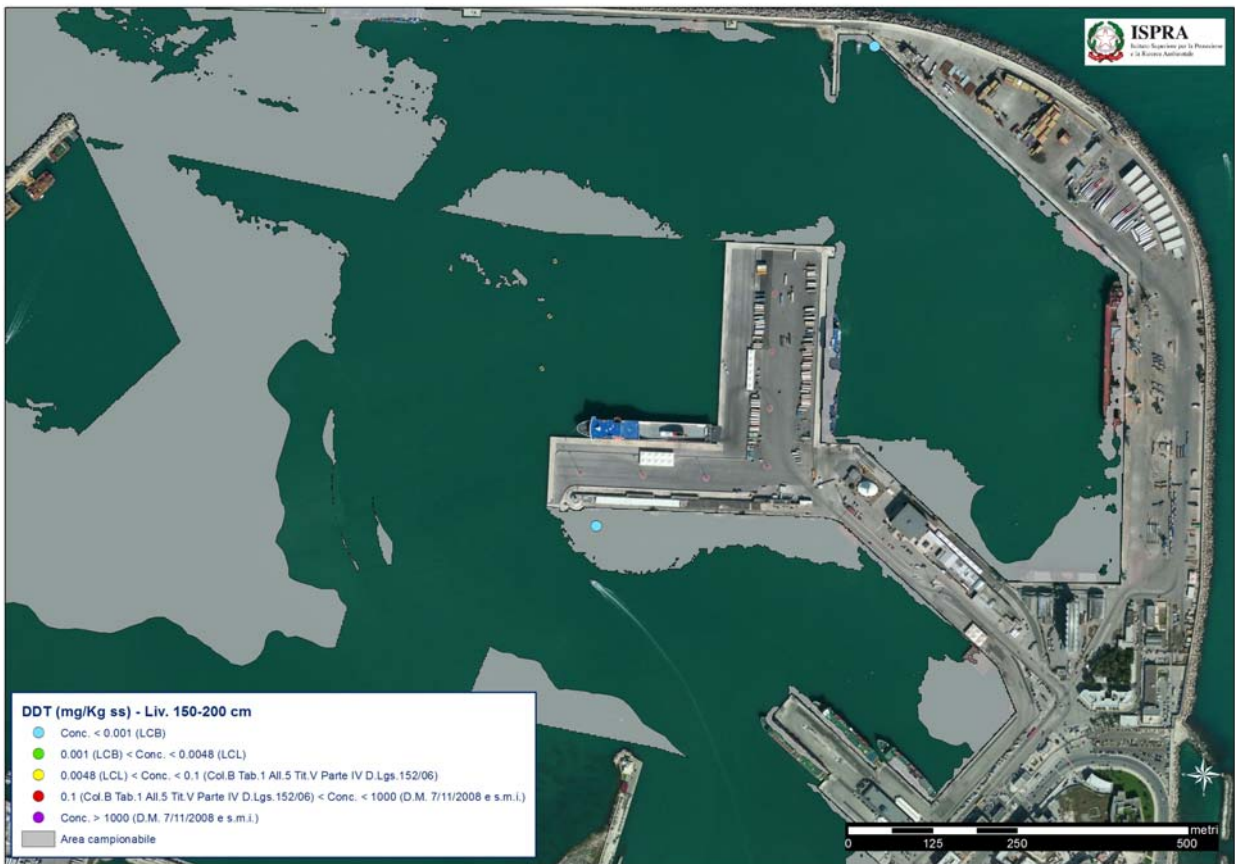 ISPRA
Istituto Superiore per la Protezione
e la Ricerca Ambientale
DDT (mg/Kg ss) - Liv. 150-200 cm
Conc. < 0.001 (LCB)
0.001 (LCB) < Conc. < 0.0048 (LCL)
0.0048 (LCL) < Conc. < 0.1 (Col.B Tab.1 All.5 Tit.V Parte IV D.Lgs.152/06)
0.1 (Col.B Tab.1 All.5 Tit.V Parte IV D.Lgs.152/06) < Conc. < 1000 (D.M. 7/11/2008 e s.m.i.)
Conc. > 1000 (D.M. 7/11/2008 e s.m.i.)
Area campionabile
metri
0 125 250 500